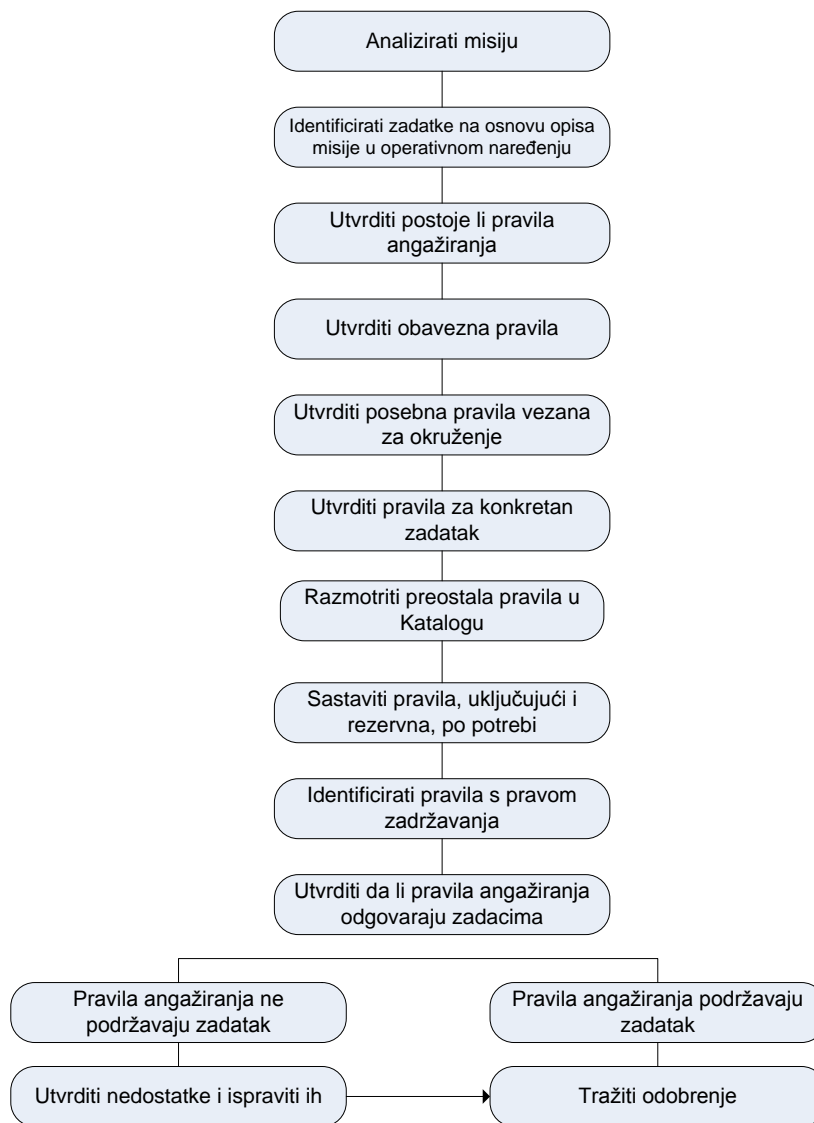 Analizirati misiju
Identificirati zadatke na osnovu opisa
misije u operativnom naređenju
Utvrditi postoje li pravila
angažiranja
Utvrditi obavezna pravila
Utvrditi posebna pravila vezana
za okruženje
Utvrditi pravila za konkretan
zadatak
Razmotriti preostala pravila u
Katalogu
Sastaviti pravila, uključujući i
rezervna, po potrebi
Identificirati pravila s pravom
zadržavanja
Utvrditi da li pravila angažiranja
odgovaraju zadacima
Pravila angažiranja ne
podržavaju zadatak
Pravila angažiranja podržavaju
zadatak
Utvrditi nedostatke i ispraviti ih
Tražiti odobrenje